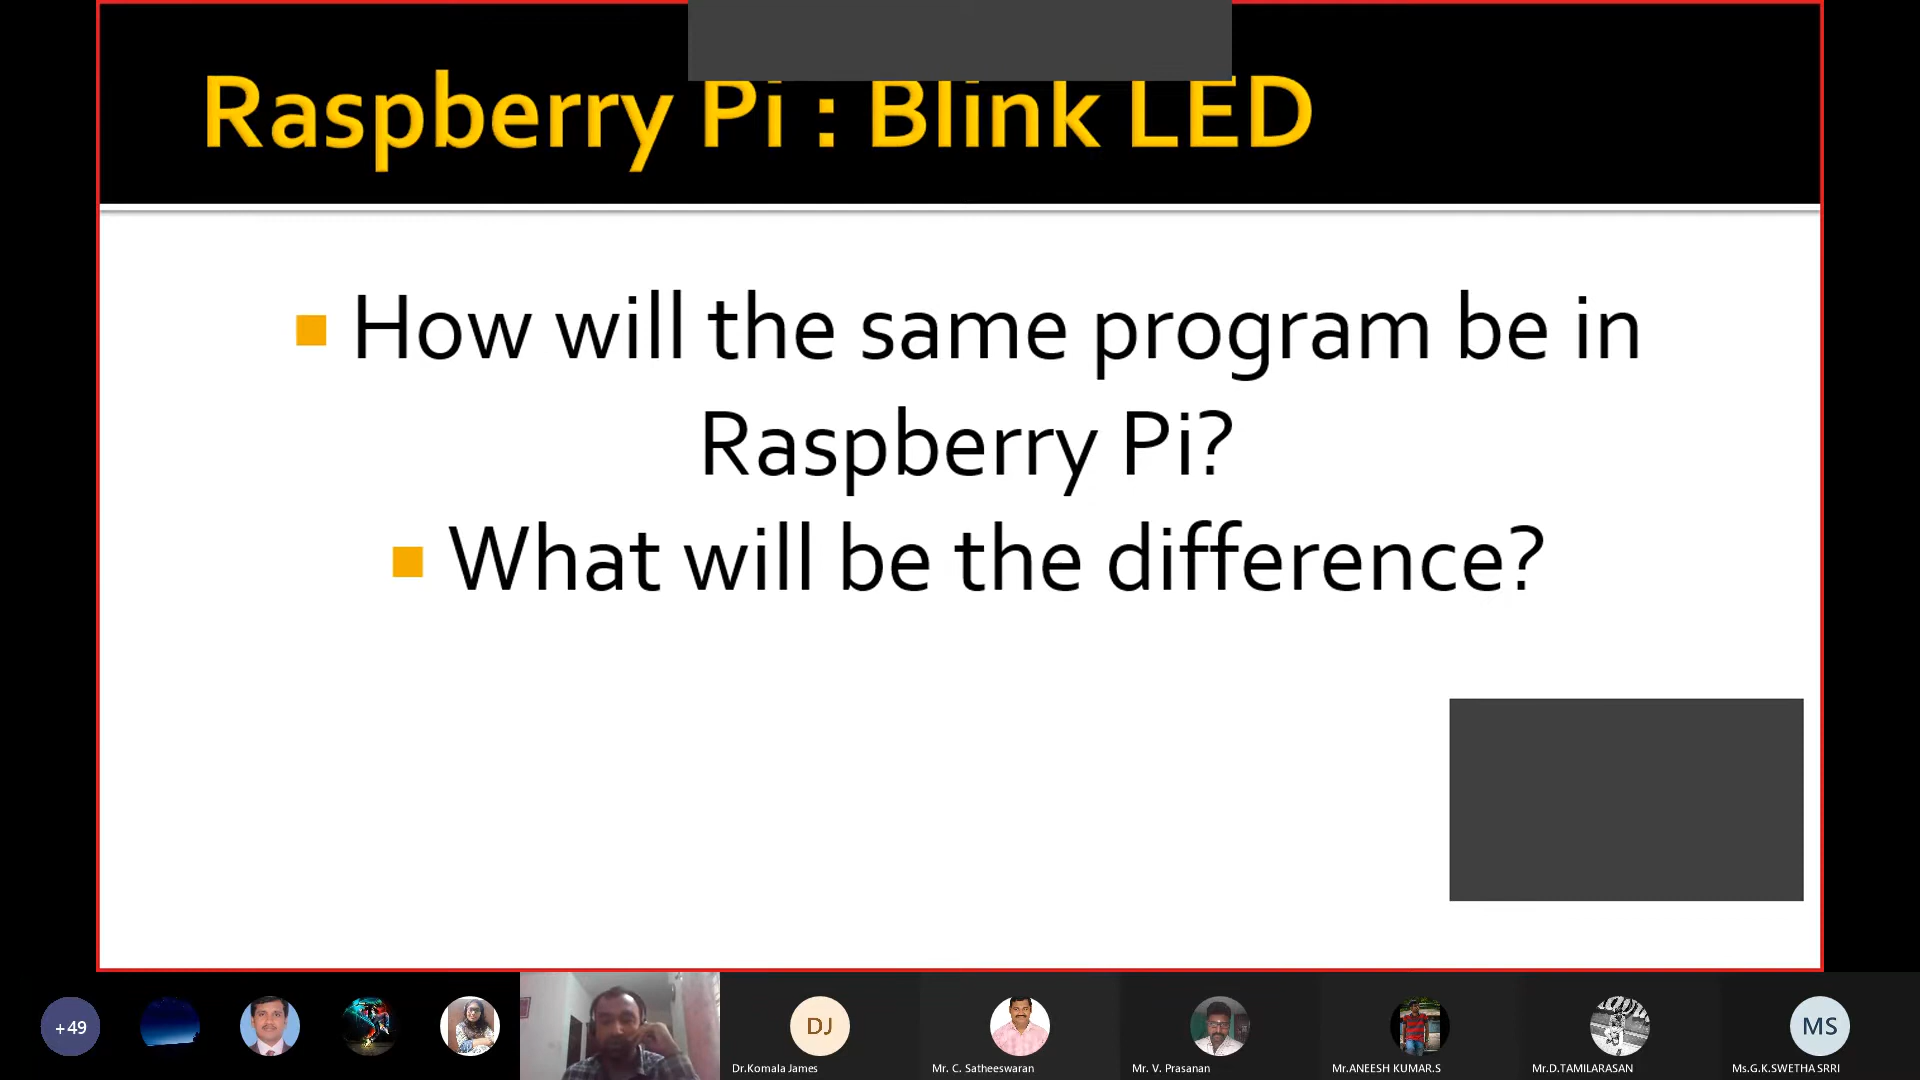 Raspberry Pi : Blink LED
How will the same program be in
Raspberry Pi?
What will be the difference?
+49
DJ
MS
Dr.Komala James
Mr. C. Satheeswaran
Mr. V. Prasanan
Mr.ANEESH KUMAR.S
Mr.D.TAMILARASAN
Ms.G.K.SWETHA SRRI